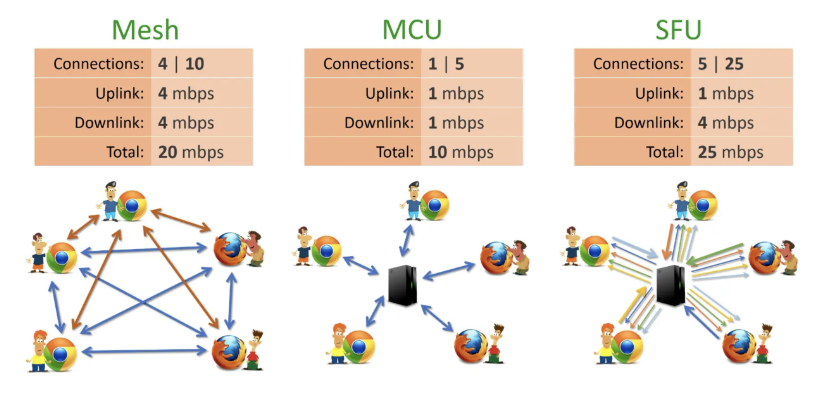 Mesh
Connections: 4 | 10
Uplink: 4 mbps
Downlink: 4 mbps
Total: 20 mbps
MCU
Connections: 1 | 5
Uplink: 1 mbps
Downlink: 1 mbps
Total: 10 mbps
SFU
Connections: 5 | 25
Uplink: 1 mbps
Downlink: 4 mbps
Total: 25 mbps